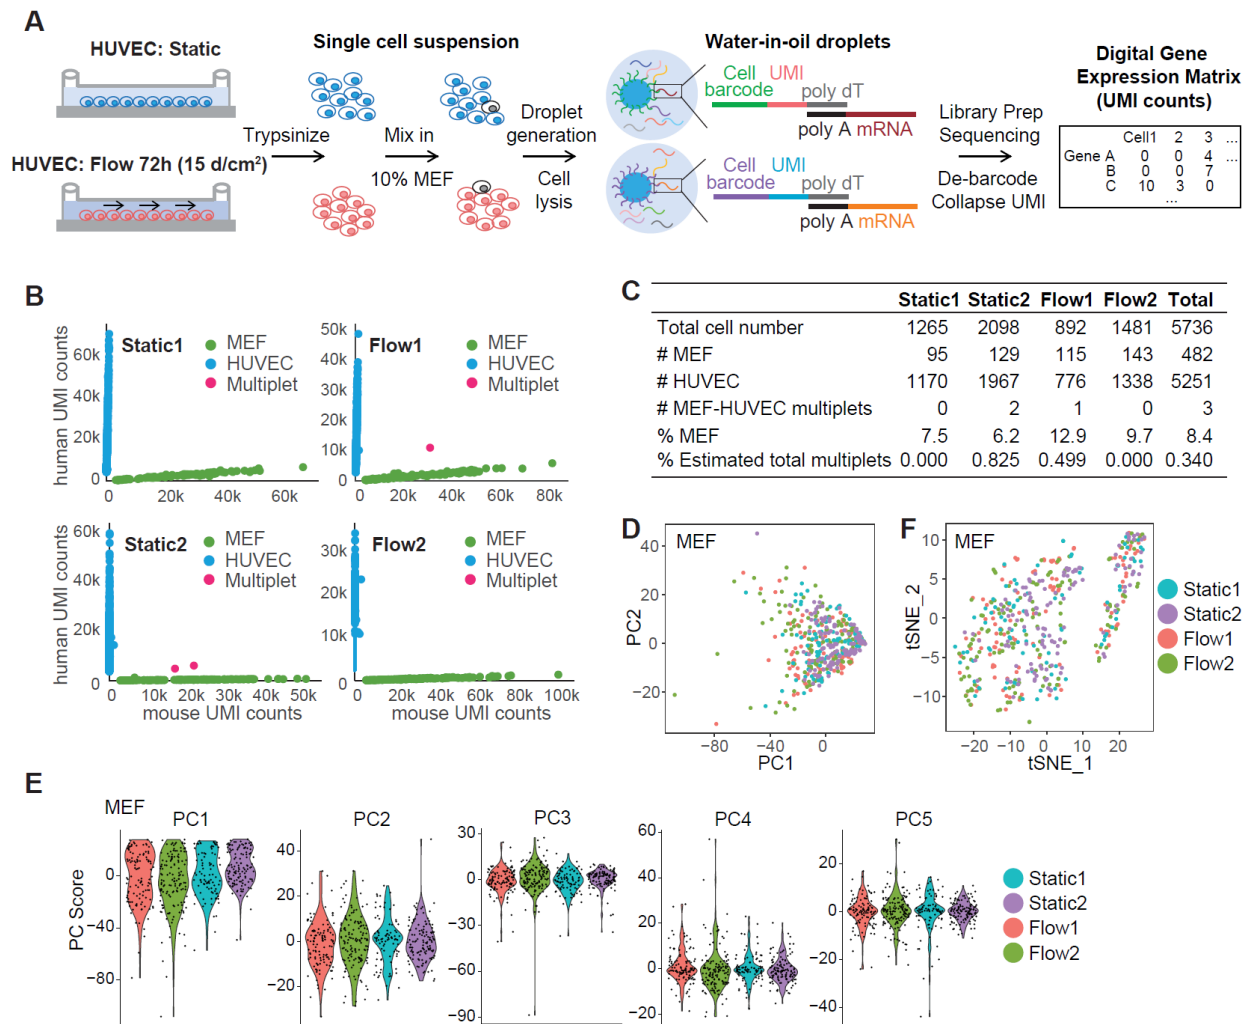 A
HUVEC: Static
HUVEC: Flow 72h (15 d/cm²)
Trypsinize
Single cell suspension
Mix in
10% MEF
Droplet
generation
Cell
lysis
Water-in-oil droplets
Cell
barcode
UMI
poly dT
poly A mRNA
Cell
barcode
UMI
poly dT
poly A mRNA
Library Prep
Sequencing
De-barcode
Collapse UMI
Digital Gene
Expression Matrix
(UMI counts)
Cell1 2 3 ...
Gene A 0 0 4 ...
B 0 0 7
C 10 3 0
...
B
human UMI counts
60k
40k
20k
0
Static1
MEF
HUVEC
Multiplet
0 20k 40k 60k
50k
40k
30k
20k
10k
0
Flow1
MEF
HUVEC
Multiplet
0 20k 40k 60k 80k
human UMI counts
60k
40k
20k
0
Static2
MEF
HUVEC
Multiplet
0 10k 20k 30k 40k 50k
mouse UMI counts
30k
20k
10k
0
Flow2
MEF
HUVEC
Multiplet
0 20k 40k 60k 80k 100k
mouse UMI counts
C
Static1 Static2 Flow1 Flow2 Total
Total cell number 1265 2098 892 1481 5736
# MEF 95 129 115 143 482
# HUVEC 1170 1967 776 1338 5251
# MEF-HUVEC multiplets 0 2 1 0 3
% MEF 7.5 6.2 12.9 9.7 8.4
% Estimated total multiplets 0.000 0.825 0.499 0.000 0.340
D
MEF
PC2
40
20
0
−20
−80 −40 0
PC1
F
MEF
tSNE_2
10
5
0
−5
−10
−20 −10 0 10 20
tSNE_1
Static1
Static2
Flow1
Flow2
E
MEF
PC Score
PC1
0
−40
−80
PC2
40
20
0
−20
PC3
30
0
−30
−60
−90
PC4
60
40
20
0
−20
PC5
20
0
−20
−40
Static1
Static2
Flow1
Flow2